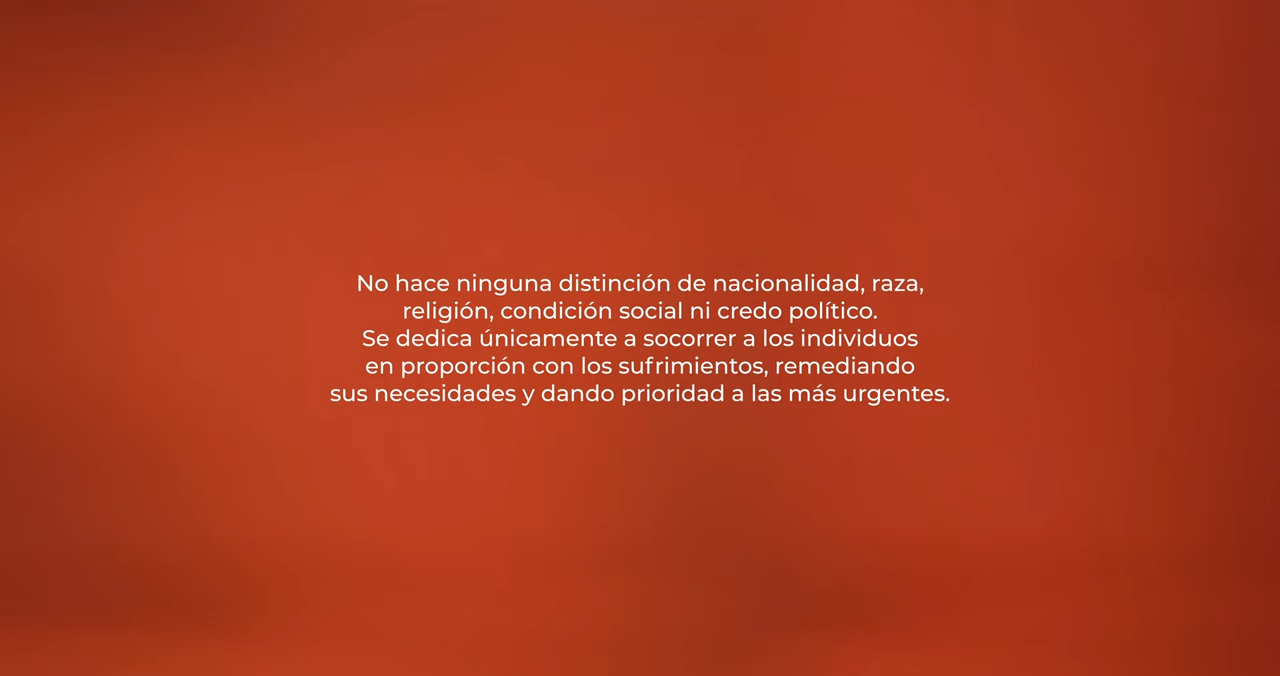 No hace ninguna distinción de nacionalidad, raza,
religión, condición social ni credo político.
Se dedica únicamente a socorrer a los individuos
en proporción con los sufrimientos, remediando
sus necesidades y dando prioridad a las más urgentes.